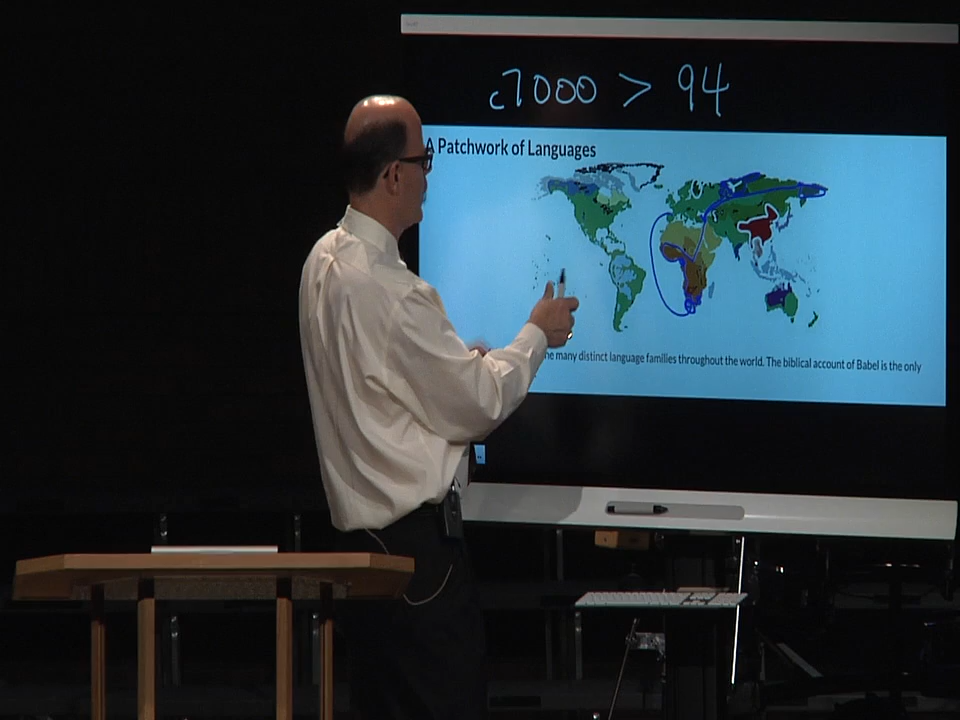 c7000 > 94
A Patchwork of Languages
he many distinct language families throughout the world. The biblical account of Babel is the only